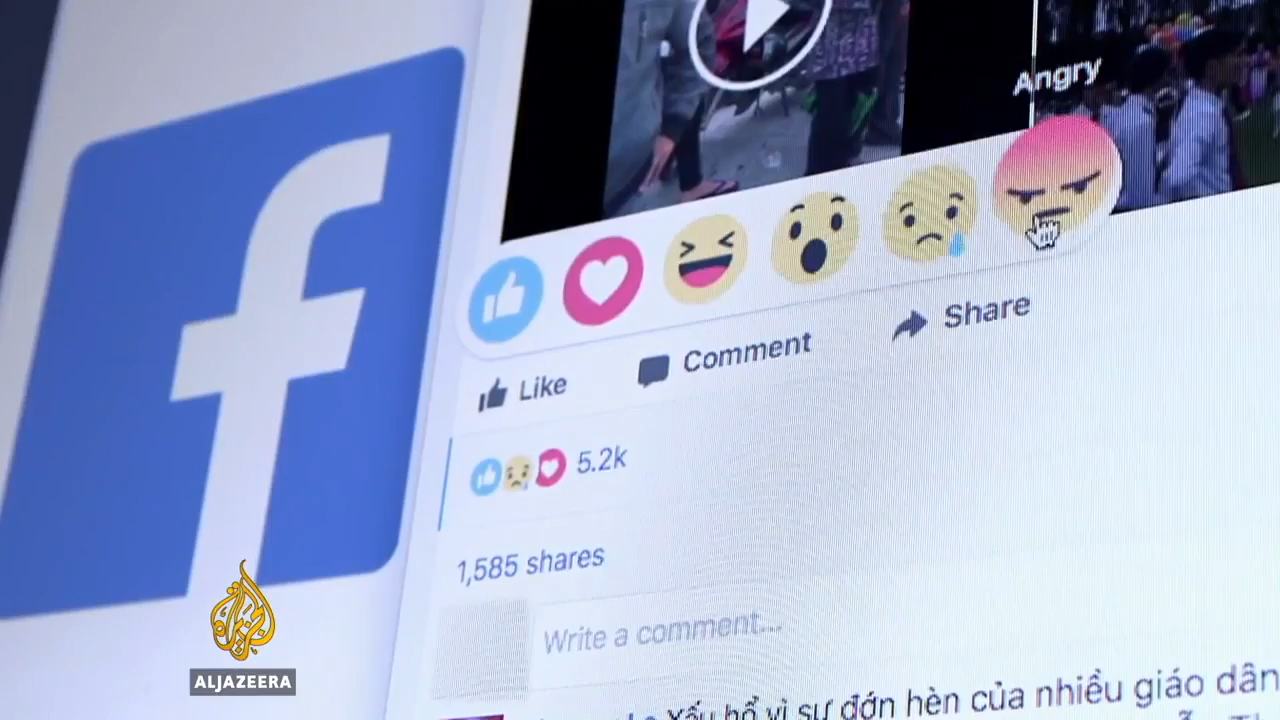 Angry
Like
Comment
Share
5.2k
1,585 shares
Write a comment...
Xấu hổ vì sự đớn hèn của nhiều giáo dân
ALJAZEERA